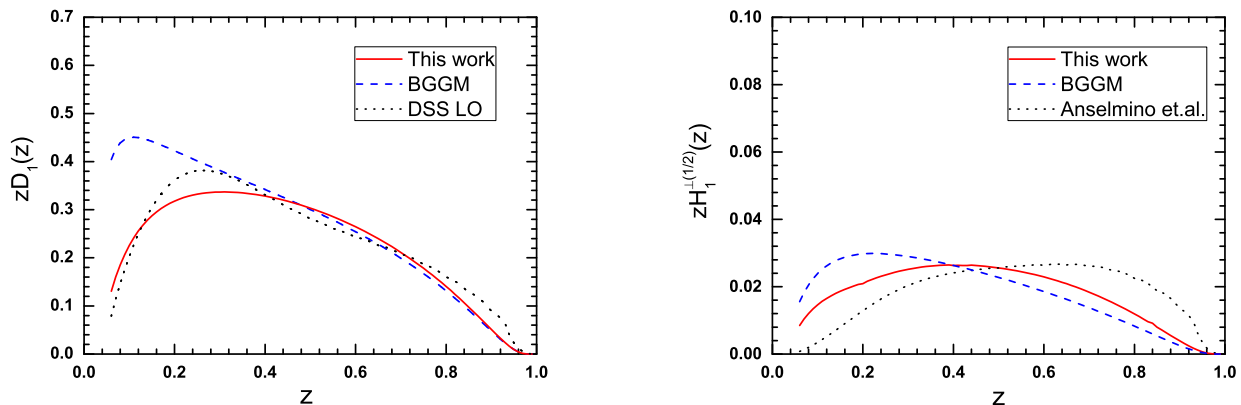 0.7
0.6
0.5
0.4
0.3
0.2
0.1
0.0
zD₁(z)
This work
BGGM
DSS LO
0.0 0.2 0.4 0.6 0.8 1.0
z
0.10
0.08
0.06
0.04
0.02
0.00
zH₁^⊥(1/2)(z)
This work
BGGM
Anselmino et.al.
0.0 0.2 0.4 0.6 0.8 1.0
z